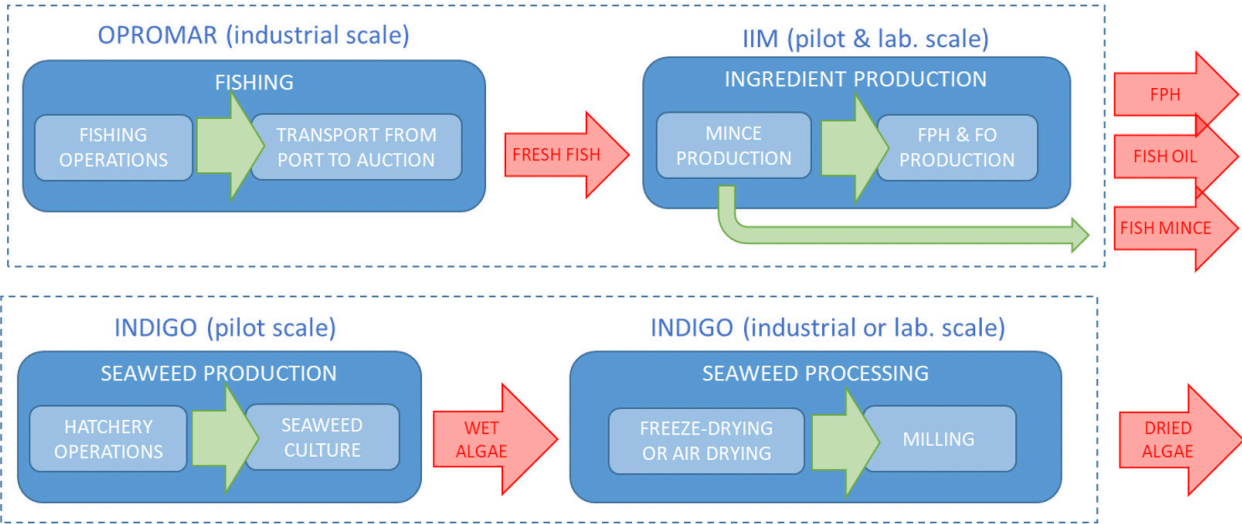 OPROMAR (industrial scale)
IIM (pilot & lab. scale)
FISHING
FISHING
OPERATIONS
TRANSPORT FROM
PORT TO AUCTION
FRESH FISH
INGREDIENT PRODUCTION
MINCE
PRODUCTION
FPH & FO
PRODUCTION
FPH
FISH OIL
FISH MINCE
INDIGO (pilot scale)
INDIGO (industrial or lab. scale)
SEAWEED PRODUCTION
HATCHERY
OPERATIONS
SEAWEED
CULTURE
WET
ALGAE
SEAWEED PROCESSING
FREEZE-DRYING
OR AIR DRYING
MILLING
DRIED
ALGAE